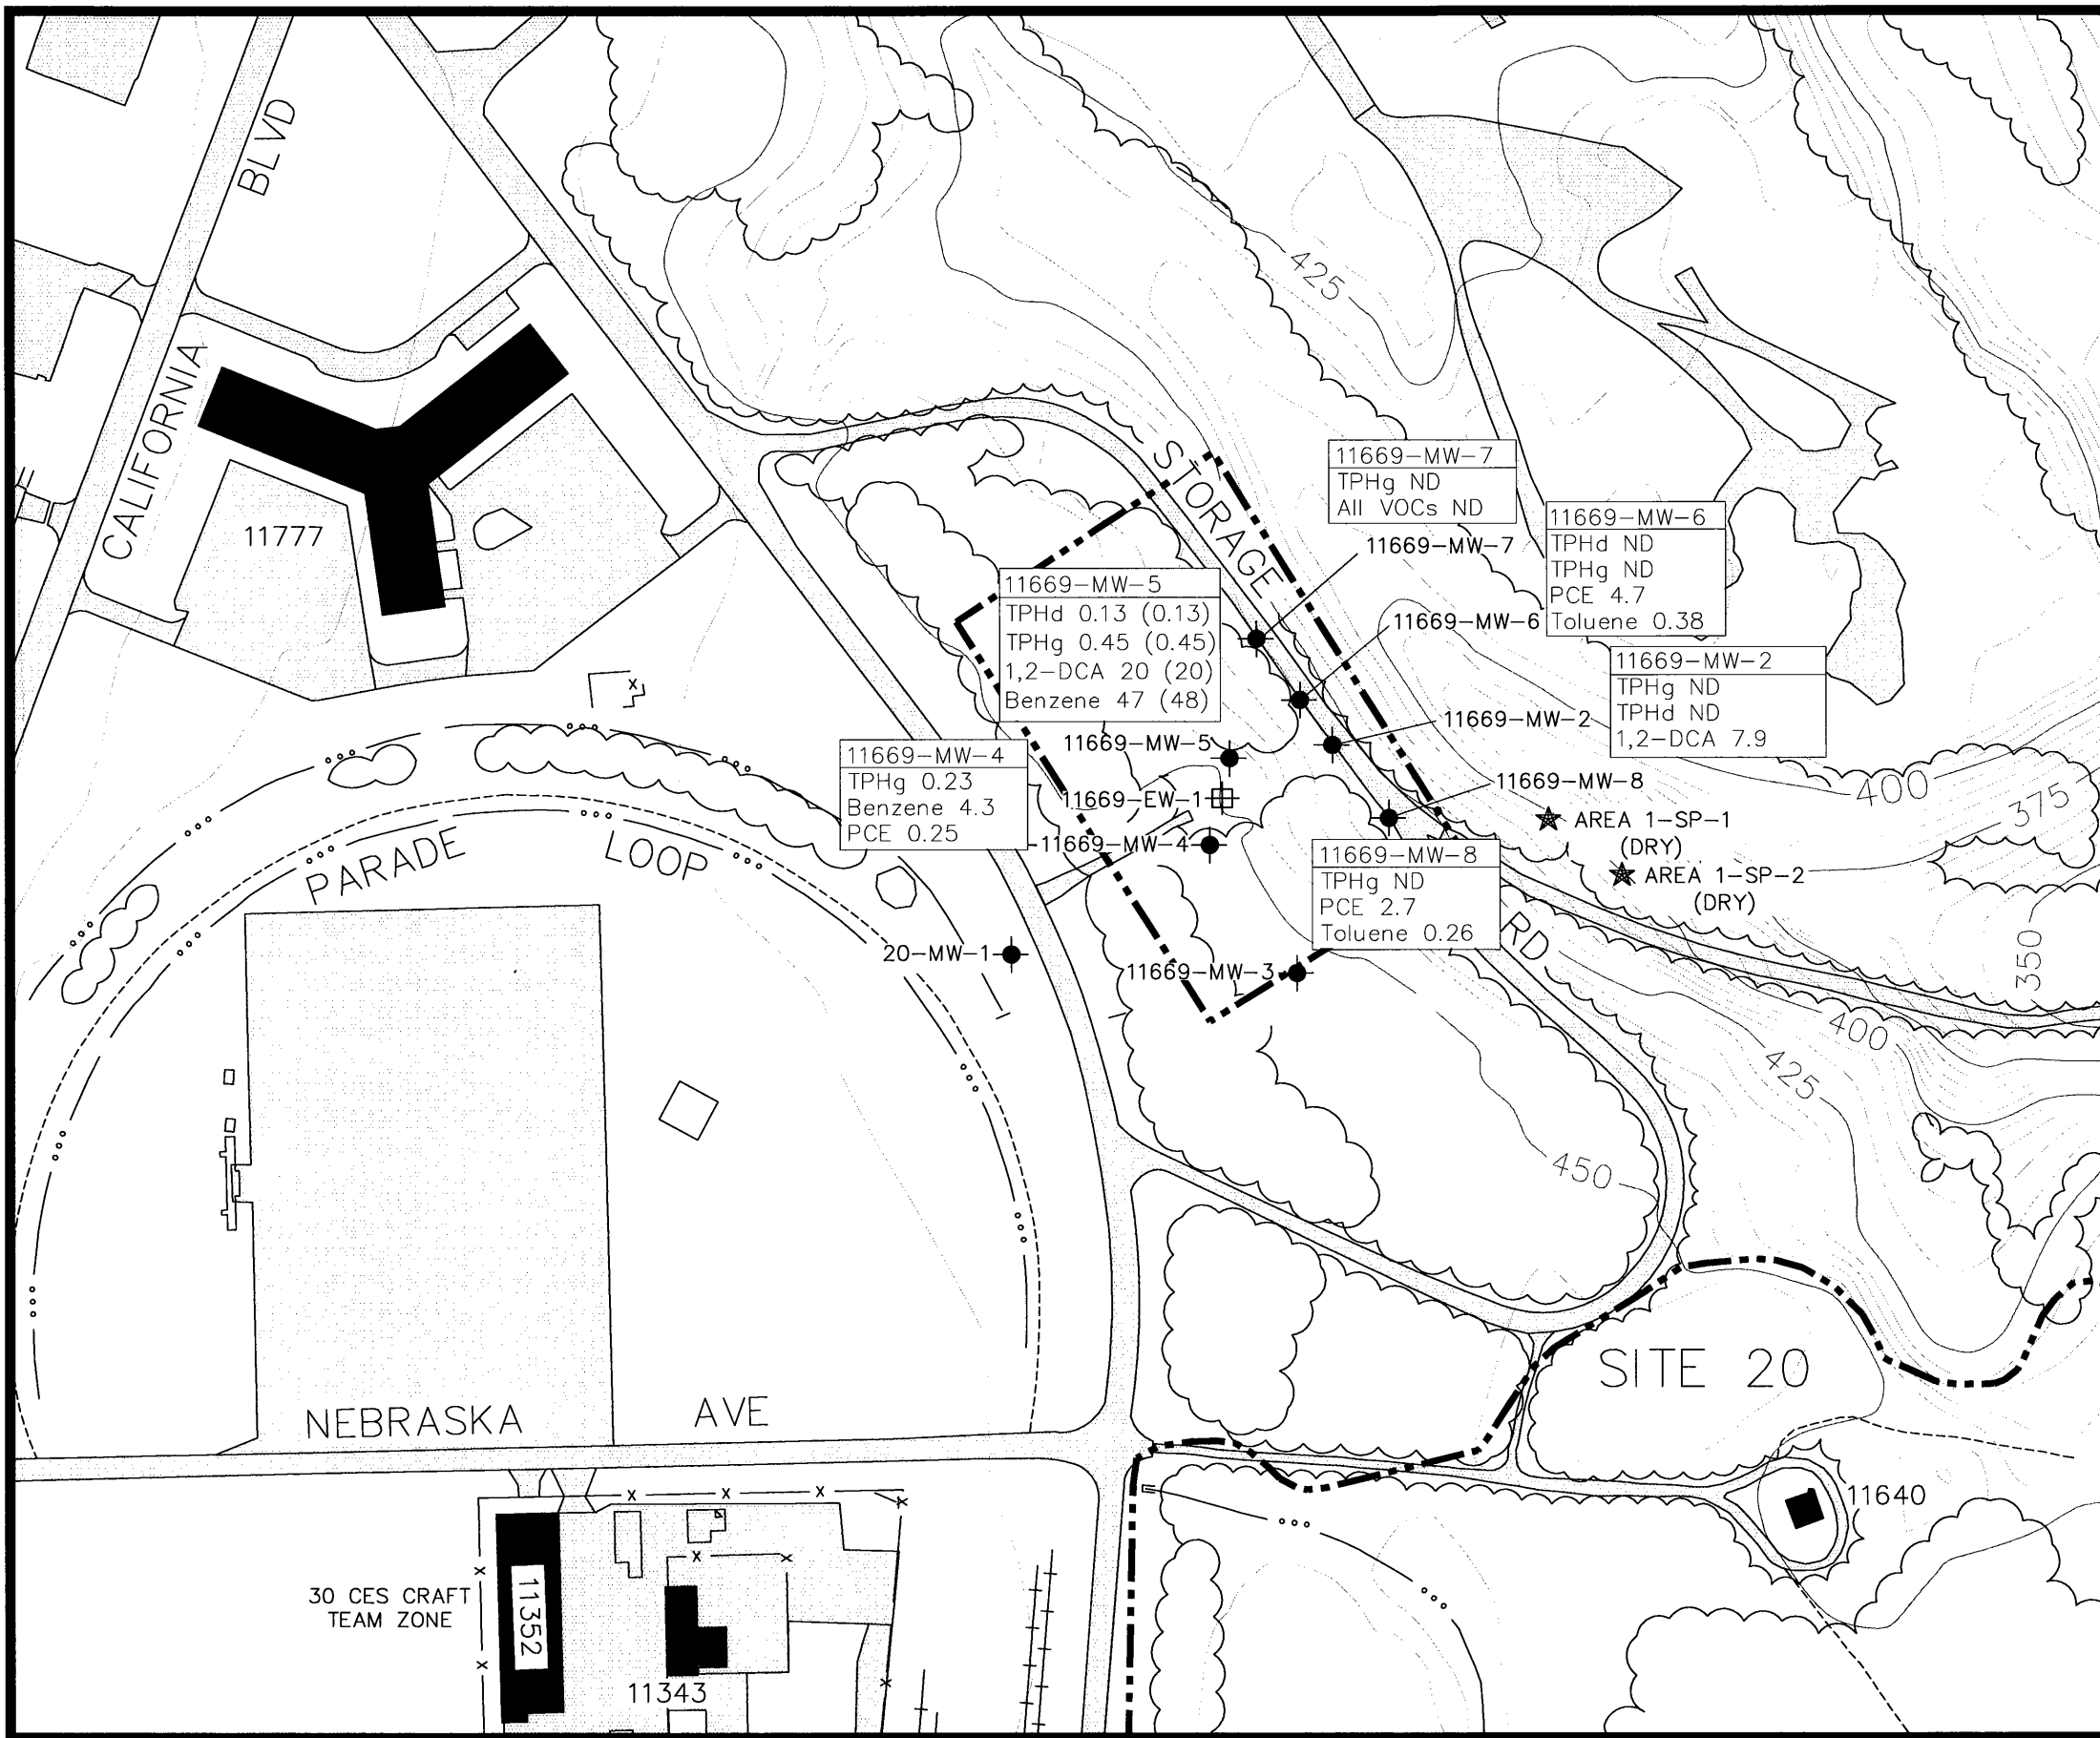 BLVD
CALIFORNIA
11777
425
STORAGE
11669-MW-7
TPHg ND
All VOCs ND
11669-MW-7
11669-MW-6
TPHd ND
TPHg ND
PCE 4.7
Toluene 0.38
11669-MW-6
11669-MW-5
TPHd 0.13 (0.13)
TPHg 0.45 (0.45)
1,2-DCA 20 (20)
Benzene 47 (48)
11669-MW-2
TPHg ND
TPHd ND
1,2-DCA 7.9
11669-MW-2
11669-MW-5
11669-MW-4
TPHg 0.23
Benzene 4.3
PCE 0.25
11669-EW-1
11669-MW-4
11669-MW-8
400
375
AREA 1-SP-1
(DRY)
AREA 1-SP-2
(DRY)
11669-MW-8
TPHg ND
PCE 2.7
Toluene 0.26
PARADE
LOOP
RD
20-MW-1
11669-MW-3
350
400
425
450
SITE 20
NEBRASKA AVE
11640
30 CES CRAFT
TEAM ZONE
11352
11343